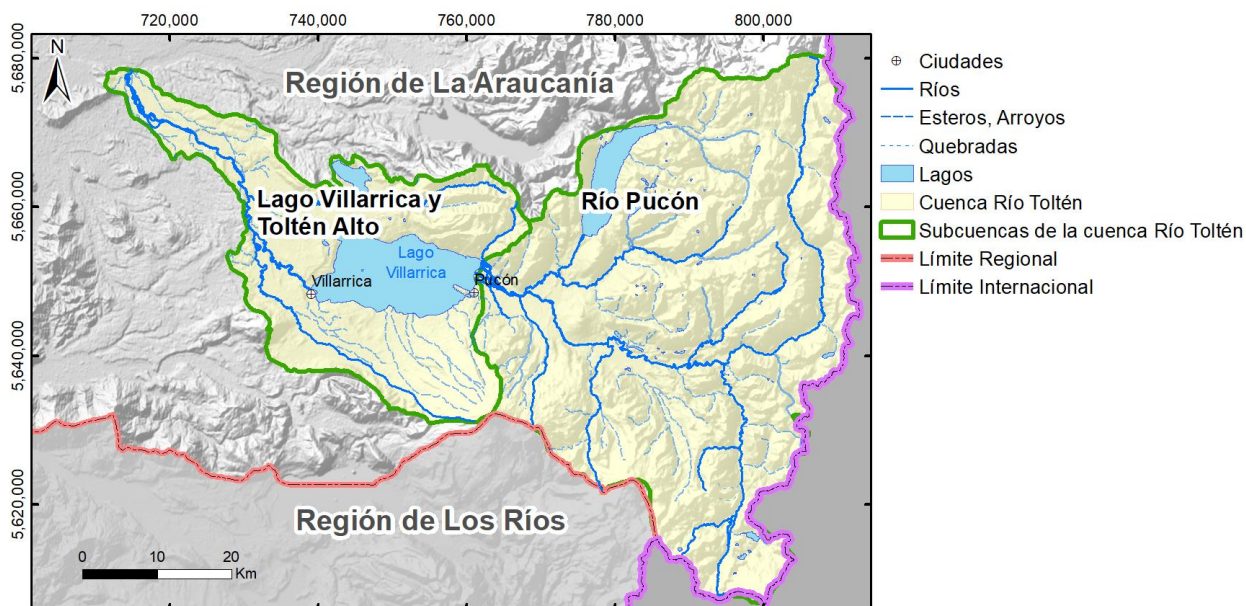 720,000
740,000
760,000
780,000
800,000
5,680,000
5,660,000
5,640,000
5,620,000
N
Región de La Araucanía
Lago Villarrica y
Toltén Alto
Río Pucón
Lago
Villarrica
Villarrica
Pucón
Región de Los Ríos
0
10
20
Km
Ciudades
Ríos
Esteros, Arroyos
Quebradas
Lagos
Cuenca Río Toltén
Subcuencas de la cuenca Río Toltén
Límite Regional
Límite Internacional